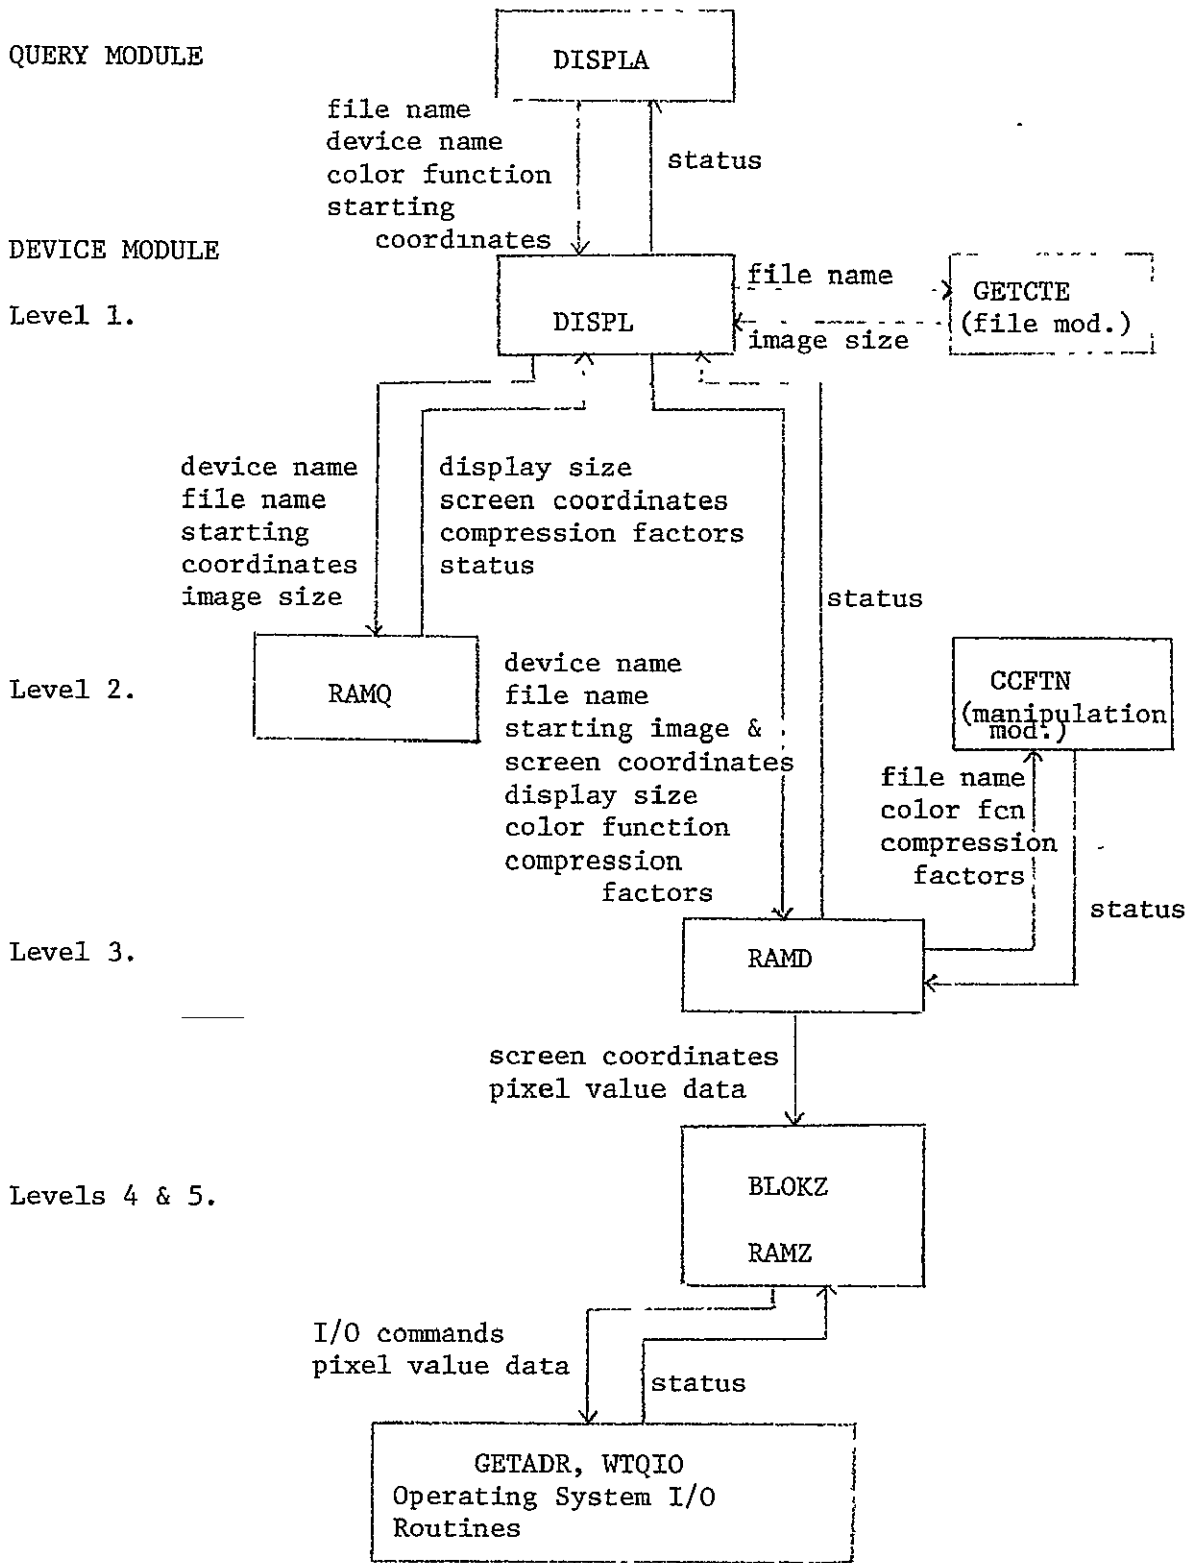 QUERY MODULE
DISPLA
file name
device name
color function
starting
coordinates
status
DEVICE MODULE
Level 1.
DISPL
file name
image size
GETCTE
(file mod.)
device name
file name
starting
coordinates
image size
display size
screen coordinates
compression factors
status
status
Level 2.
RAMQ
device name
file name
starting image &
screen coordinates
display size
color function
compression
factors
CCFTN
(manipulation
mod.)
file name
color fcn
compression
factors
status
Level 3.
RAMD
screen coordinates
pixel value data
Levels 4 & 5.
BLOKZ
RAMZ
I/O commands
pixel value data
status
GETADR, WTQIO
Operating System I/O
Routines